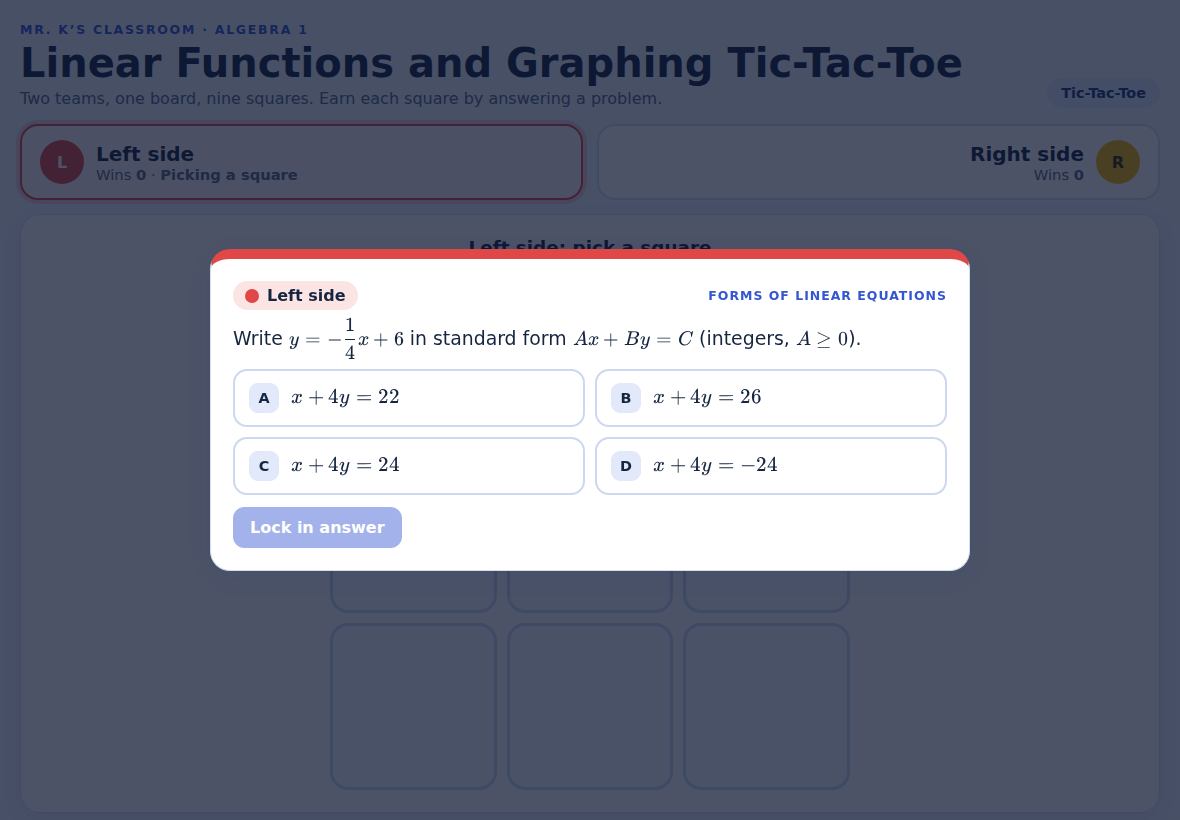 MR. K’S CLASSROOM · ALGEBRA 1
Linear Functions and Graphing Tic-Tac-Toe
Two teams, one board, nine squares. Earn each square by answering a problem.
Tic-Tac-Toe
L
Left side
Wins 0 · Picking a square
Right side
Wins 0
R
Left side: pick a square
Left side
FORMS OF LINEAR EQUATIONS
Write y = −1/4x + 6 in standard form Ax + By = C (integers, A ≥ 0).
A x + 4y = 22
B x + 4y = 26
C x + 4y = 24
D x + 4y = −24
Lock in answer